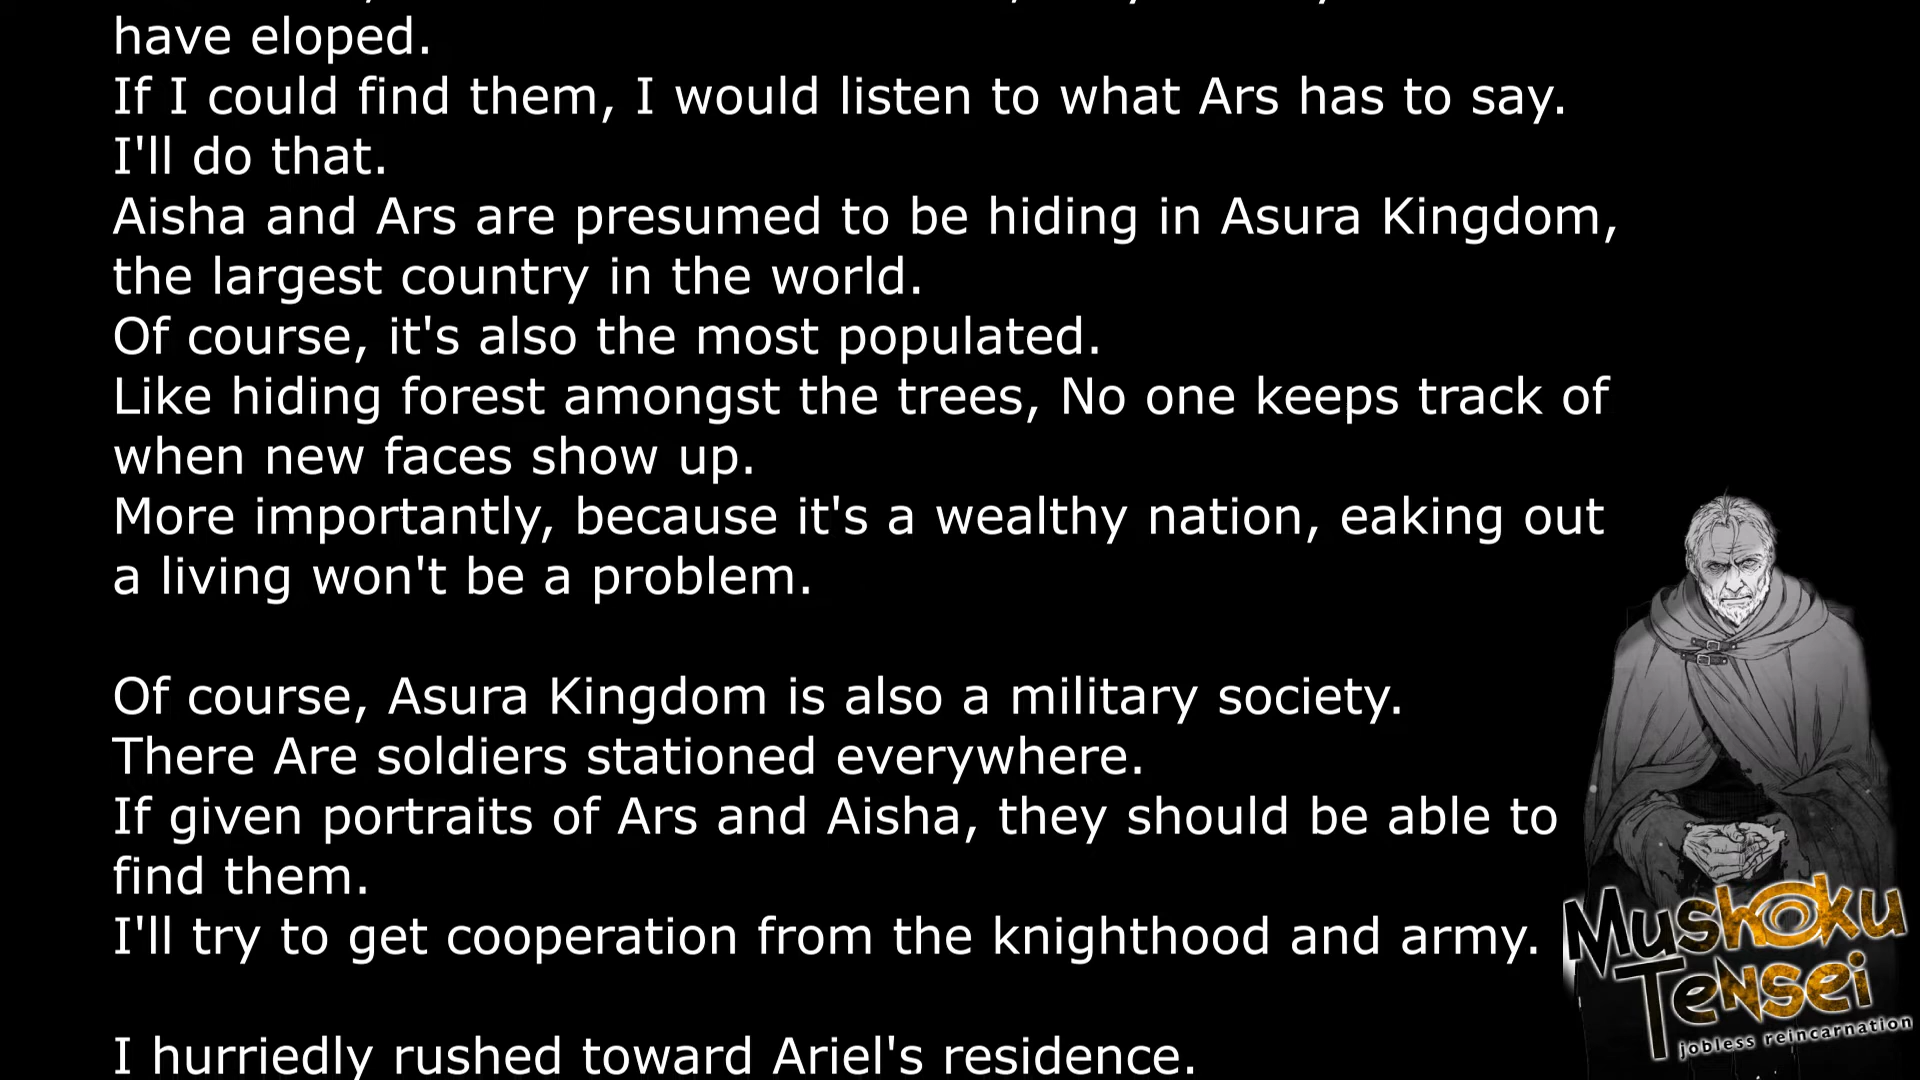 have eloped.
If I could find them, I would listen to what Ars has to say.
I'll do that.
Aisha and Ars are presumed to be hiding in Asura Kingdom,
the largest country in the world.
Of course, it's also the most populated.
Like hiding forest amongst the trees, No one keeps track of
when new faces show up.
More importantly, because it's a wealthy nation, eaking out
a living won't be a problem.
Of course, Asura Kingdom is also a military society.
There Are soldiers stationed everywhere.
If given portraits of Ars and Aisha, they should be able to
find them.
I'll try to get cooperation from the knighthood and army.
I hurriedly rushed toward Ariel's residence.
Mushoku
Tensei
jobless reincarnation